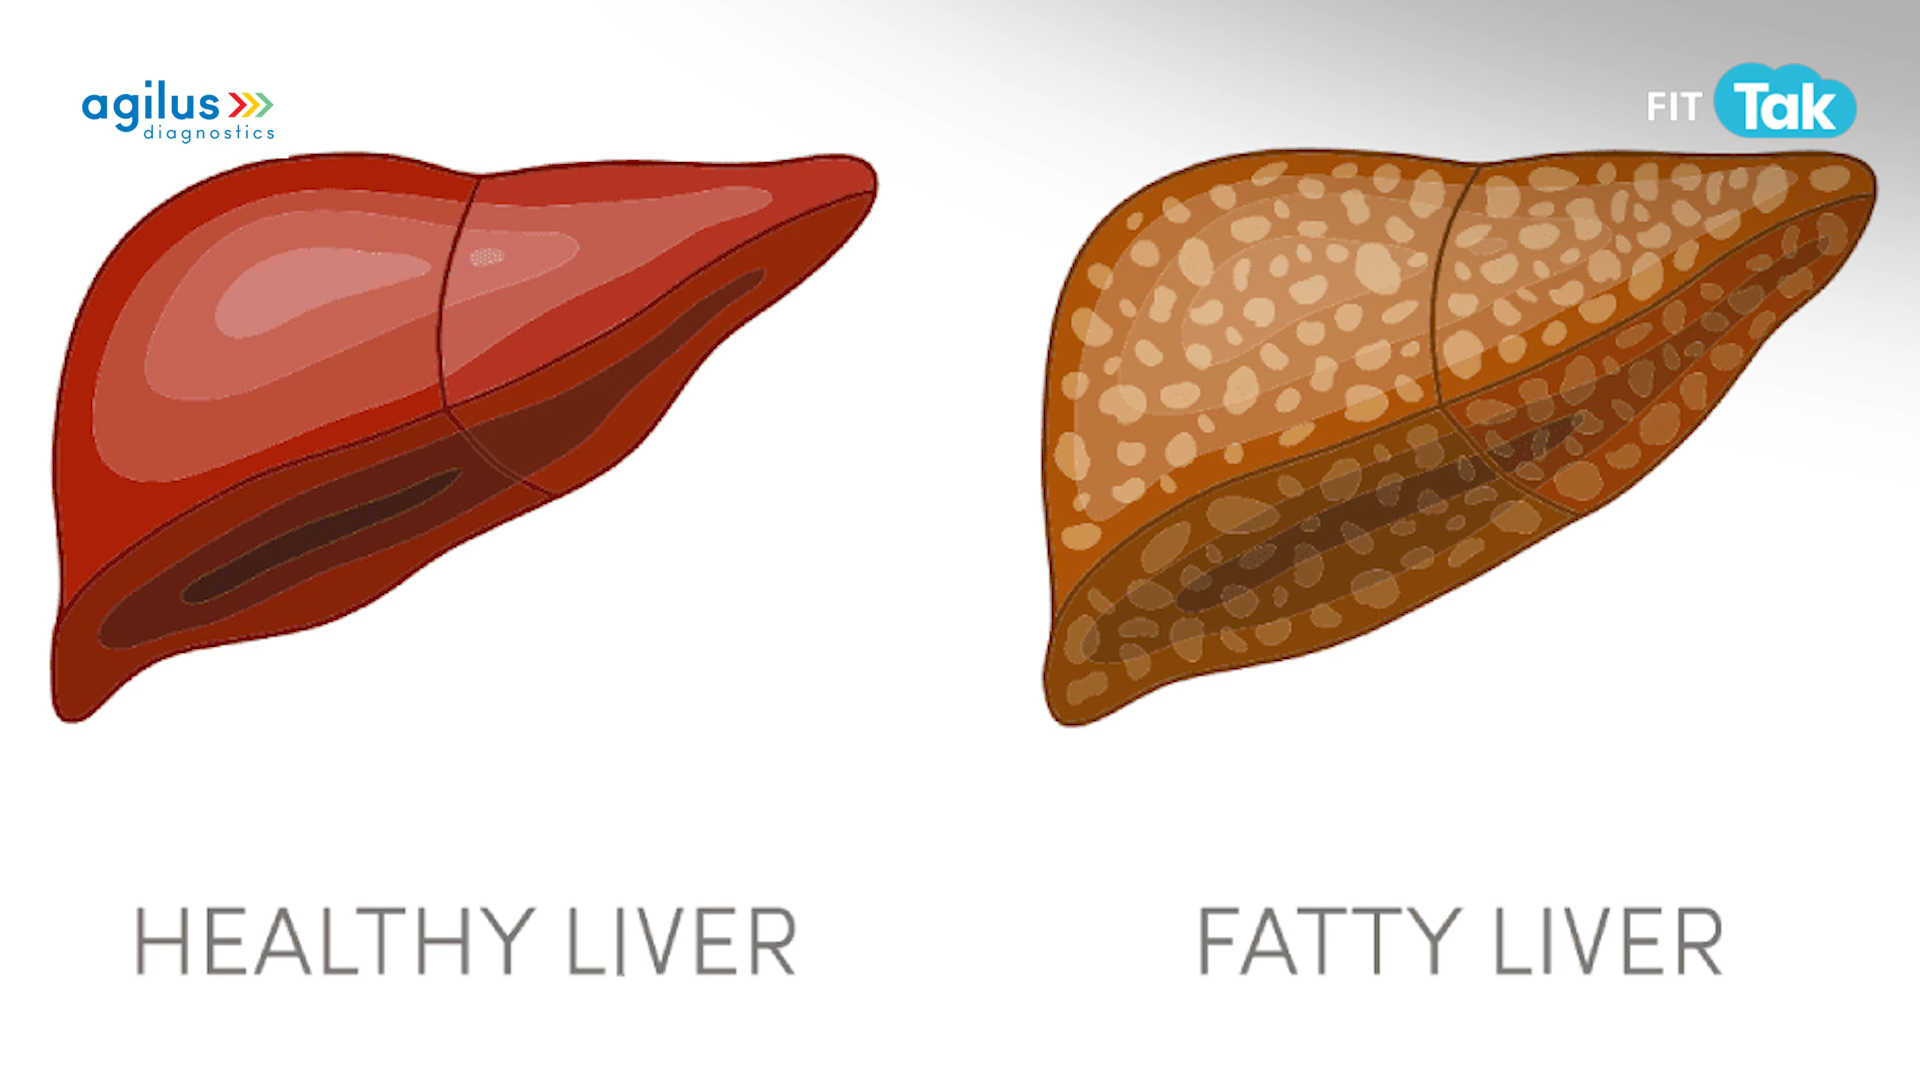 agilus
diagnostics
FIT Tak
HEALTHY LIVER
FATTY LIVER